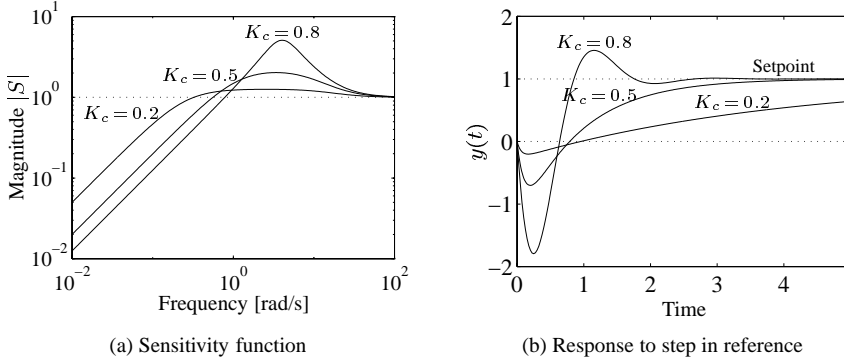 10^1
10^0
10^{-1}
10^{-2}
Magnitude |S|
K_c = 0.8
K_c = 0.5
K_c = 0.2
10^{-2}
10^0
10^2
Frequency [rad/s]
(a) Sensitivity function
2
1
0
−1
−2
y(t)
K_c = 0.8
Setpoint
K_c = 0.5
K_c = 0.2
0 1 2 3 4
Time
(b) Response to step in reference